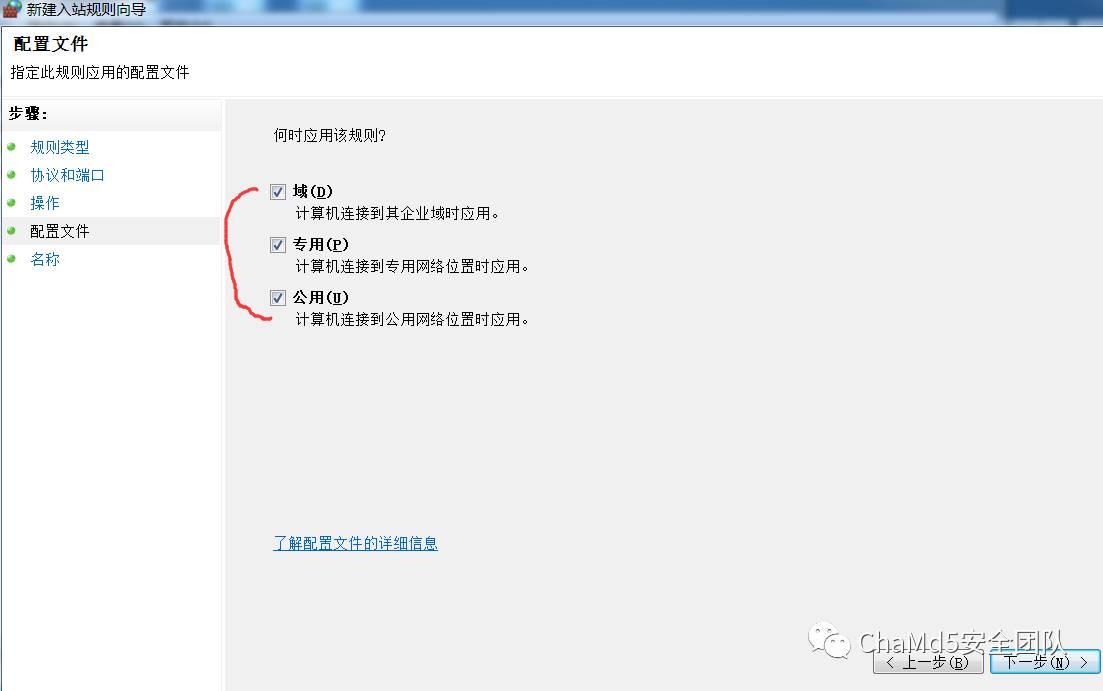 新建入站规则向导
配置文件
指定此规则应用的配置文件
步骤:
规则类型
协议和端口
操作
配置文件
名称
何时应用该规则?
域(D)
计算机连接到其企业域时应用。
专用(P)
计算机连接到专用网络位置时应用。
公用(U)
计算机连接到公用网络位置时应用。
了解配置文件的详细信息
ChaMd5安全团队
< 上一步(B) 下一步(N) >